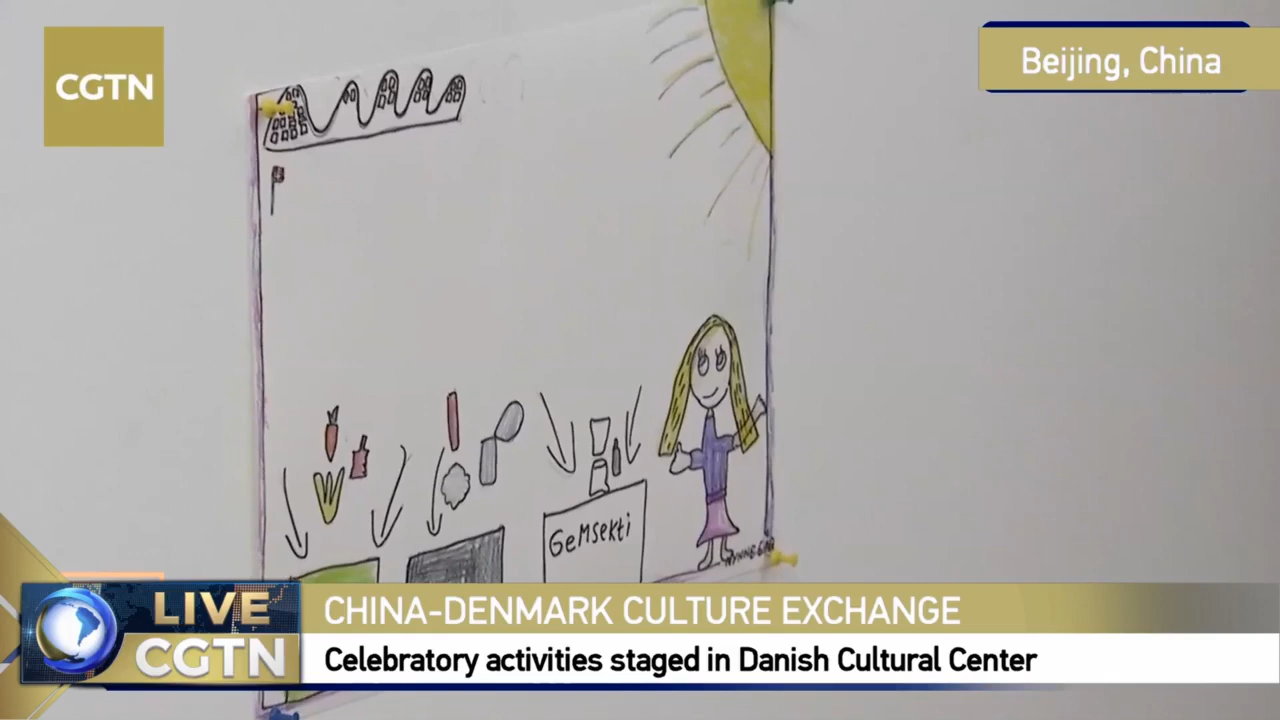 CGTN
Beijing, China
GeMsekti
LIVE
CGTN
CHINA-DENMARK CULTURE EXCHANGE
Celebratory activities staged in Danish Cultural Center